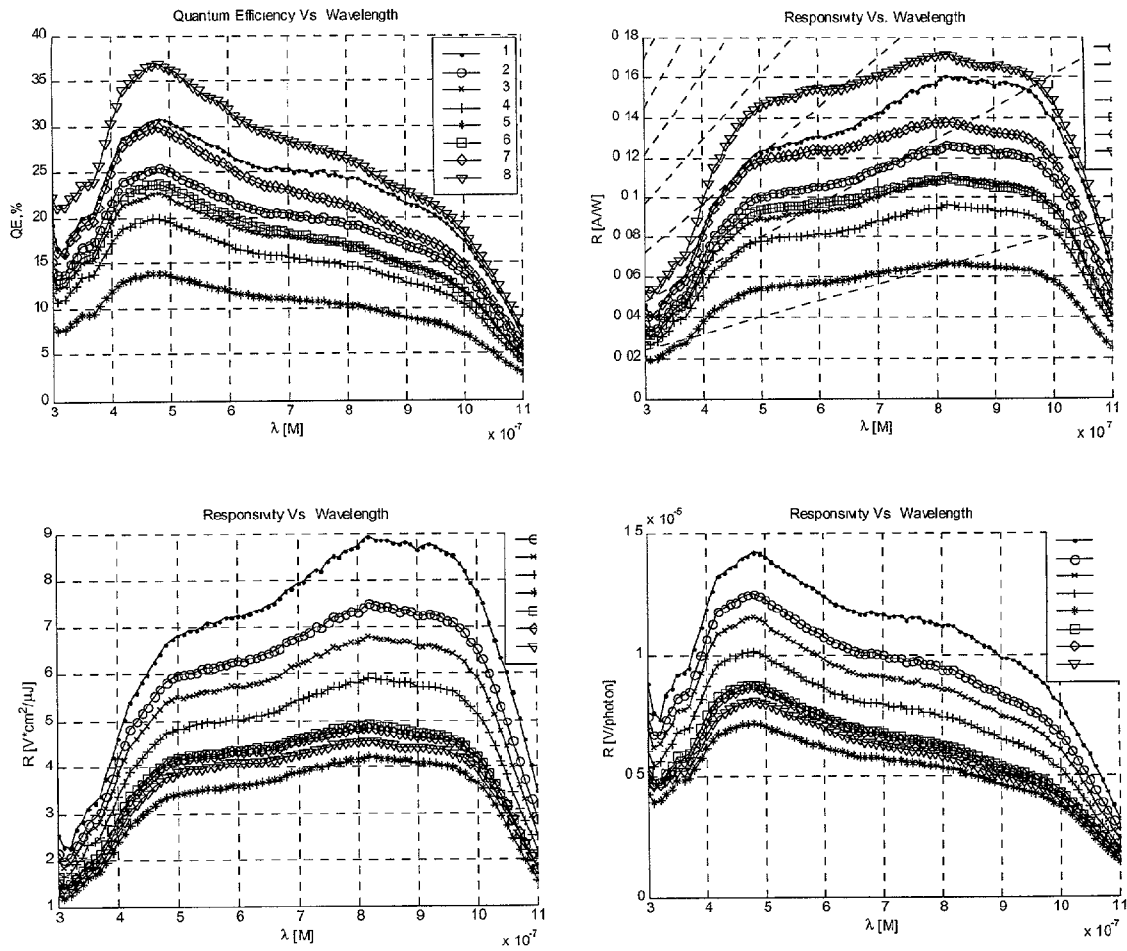 Quantum Efficiency Vs Wavelength
QE, %
40
35
30
25
20
15
10
5
0
3 4 5 6 7 8 9 10 11
λ [M]
x 10-7
1
2
3
4
5
6
7
8
Responsivity Vs. Wavelength
R [A/W]
0 18
0 16
0 14
0 12
0 1
0 08
0 06
0 04
0 02
0
3 4 5 6 7 8 9 10 11
λ [M]
x 10-7
Responsivity Vs Wavelength
R [V*cm2/µJ]
9
8
7
6
5
4
3
2
1
3 4 5 6 7 8 9 10 11
λ [M]
x 10-7
Responsivity Vs Wavelength
R [V/photon]
x 10-5
1 5
1
0 5
0
3 4 5 6 7 8 9 10 11
λ [M]
x 10-7